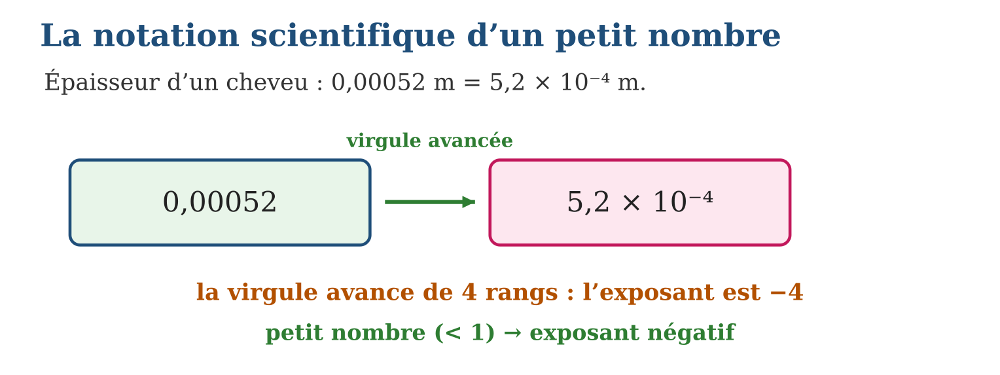 La notation scientifique d’un petit nombre
Épaisseur d’un cheveu : 0,00052 m = 5,2 × 10⁻⁴ m.
virgule avancée
0,00052
5,2 × 10⁻⁴
la virgule avance de 4 rangs : l’exposant est −4
petit nombre (< 1) → exposant négatif